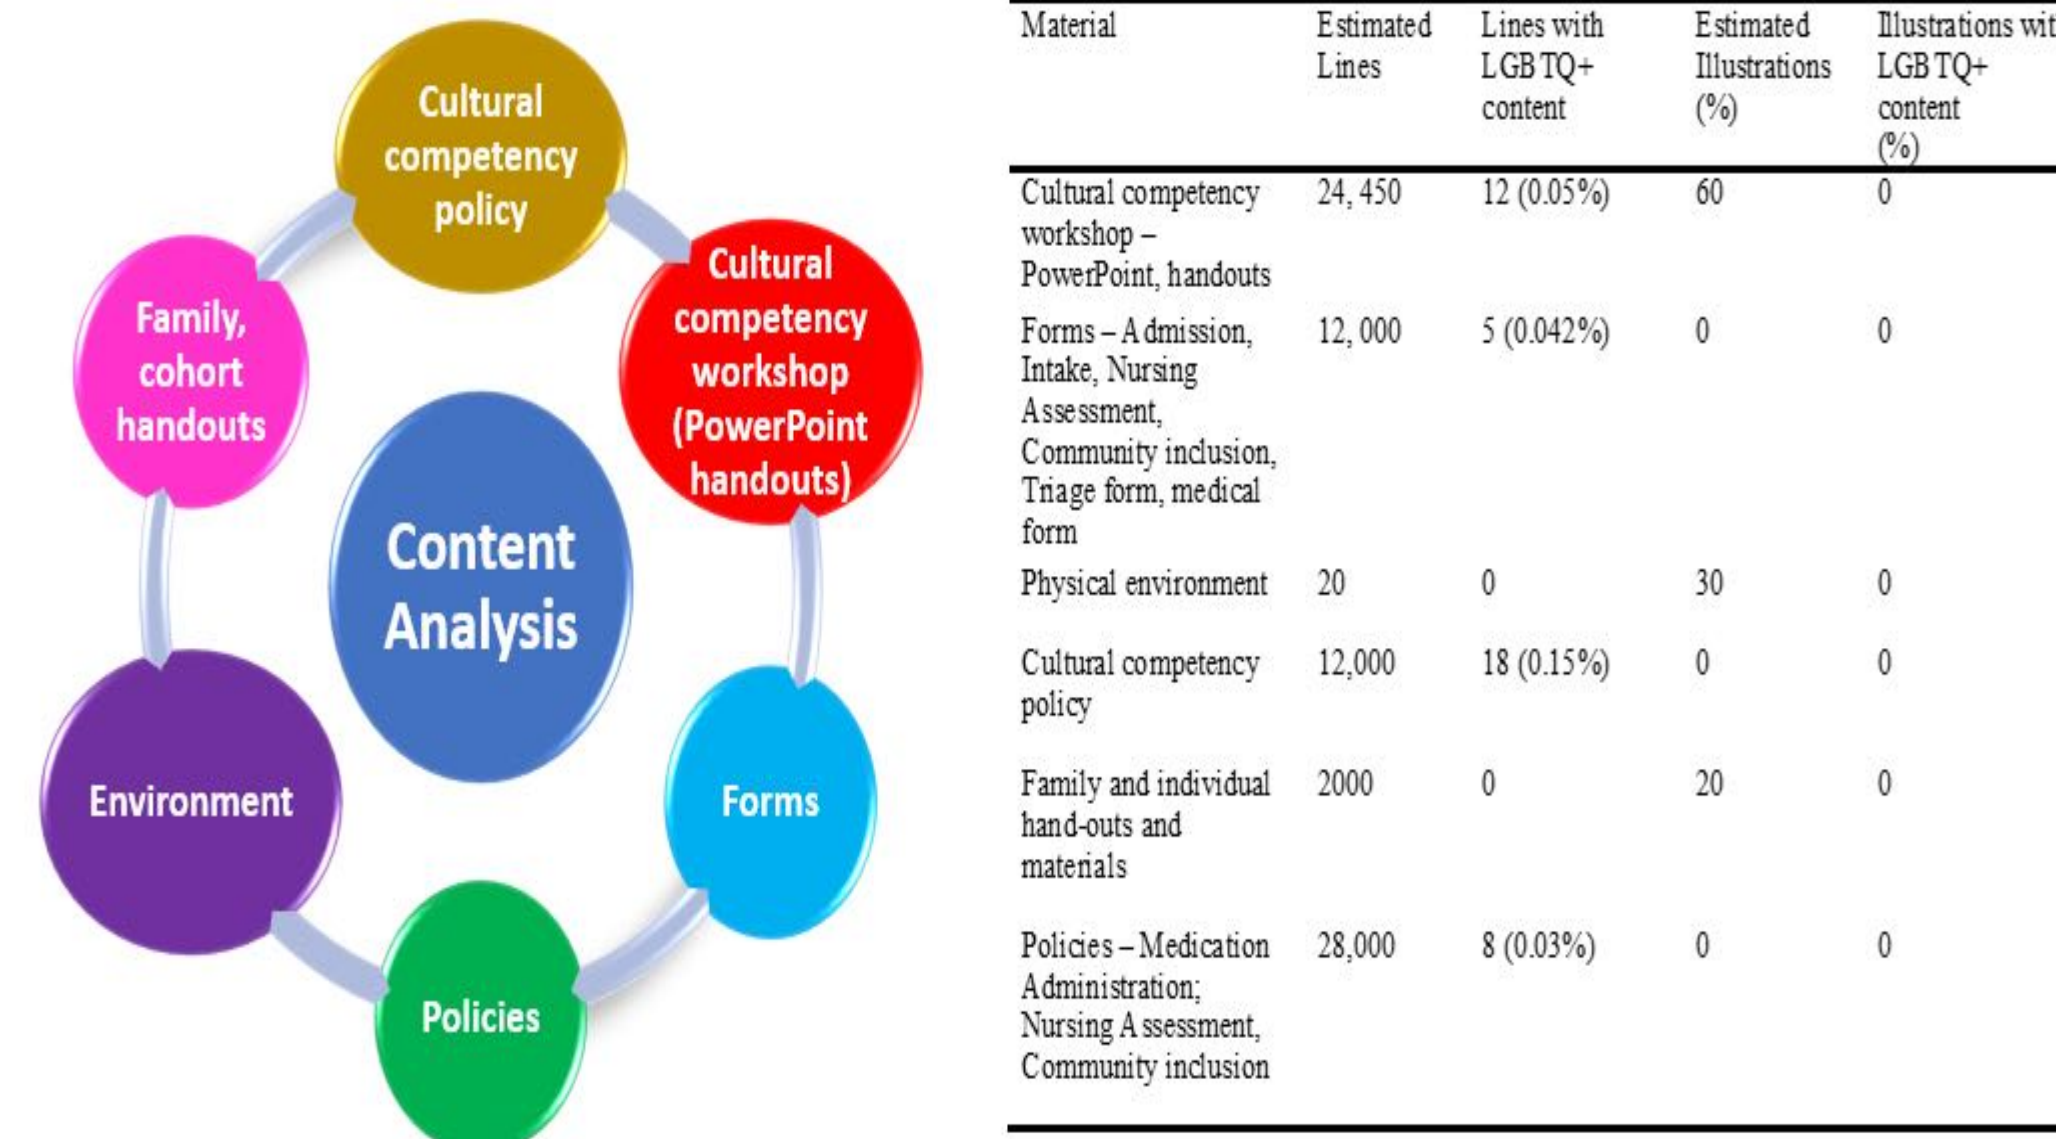 Cultural
competency
policy
Cultural
competency
workshop
(PowerPoint
handouts)
Forms
Policies
Environment
Family,
cohort
handouts
Content
Analysis
Material
Estimated
Lines
Lines with
LGBTQ+
content
Estimated
Illustrations
(%)
Illustrations wit
LGBTQ+
content
(%)
Cultural competency
workshop –
PowerPoint, handouts
24, 450
12 (0.05%)
60
0
Forms – Admission,
Intake, Nursing
Assessment,
Community inclusion,
Triage form, medical
form
12, 000
5 (0.042%)
0
0
Physical environment
20
0
30
0
Cultural competency
policy
12,000
18 (0.15%)
0
0
Family and individual
hand-outs and
materials
2000
0
20
0
Policies – Medication
Administration;
Nursing Assessment,
Community inclusion
28,000
8 (0.03%)
0
0